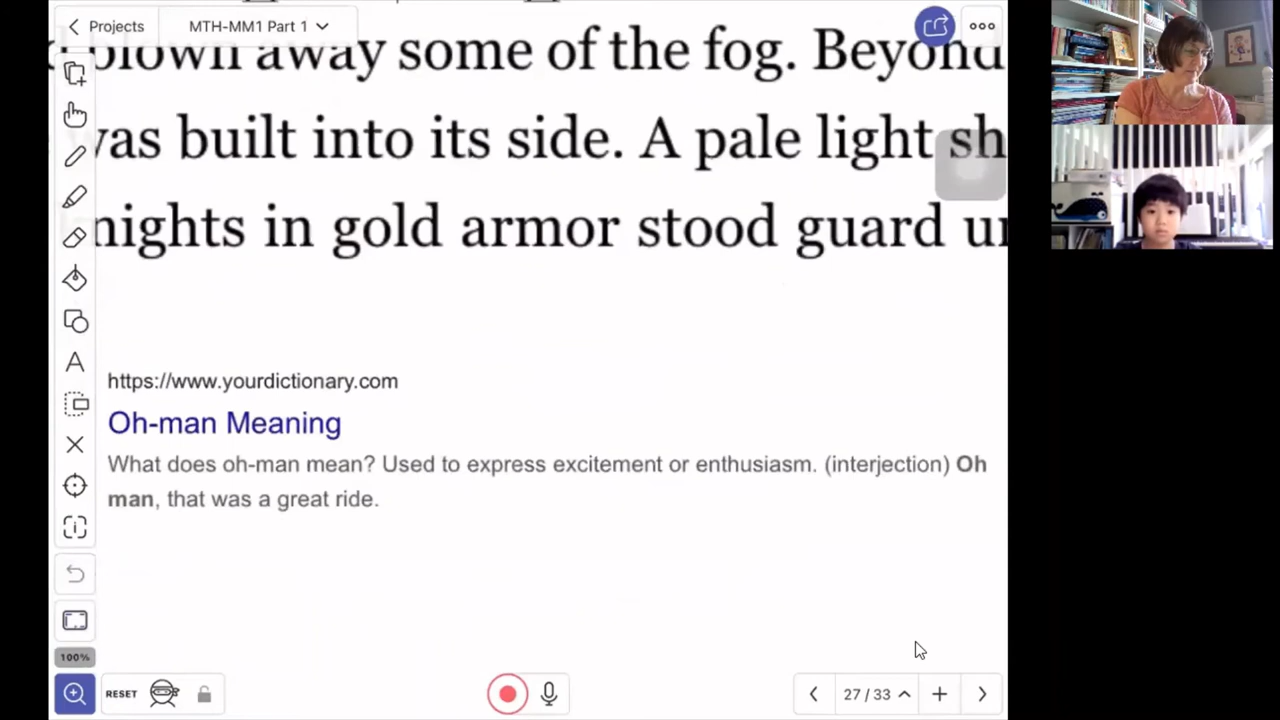 Projects
MTH-MM1 Part 1
blown away some of the fog. Beyond
was built into its side. A pale light sh
nights in gold armor stood guard un
https://www.yourdictionary.com
Oh-man Meaning
What does oh-man mean? Used to express excitement or enthusiasm. (interjection) Oh
man, that was a great ride.
100%
RESET
27 / 33